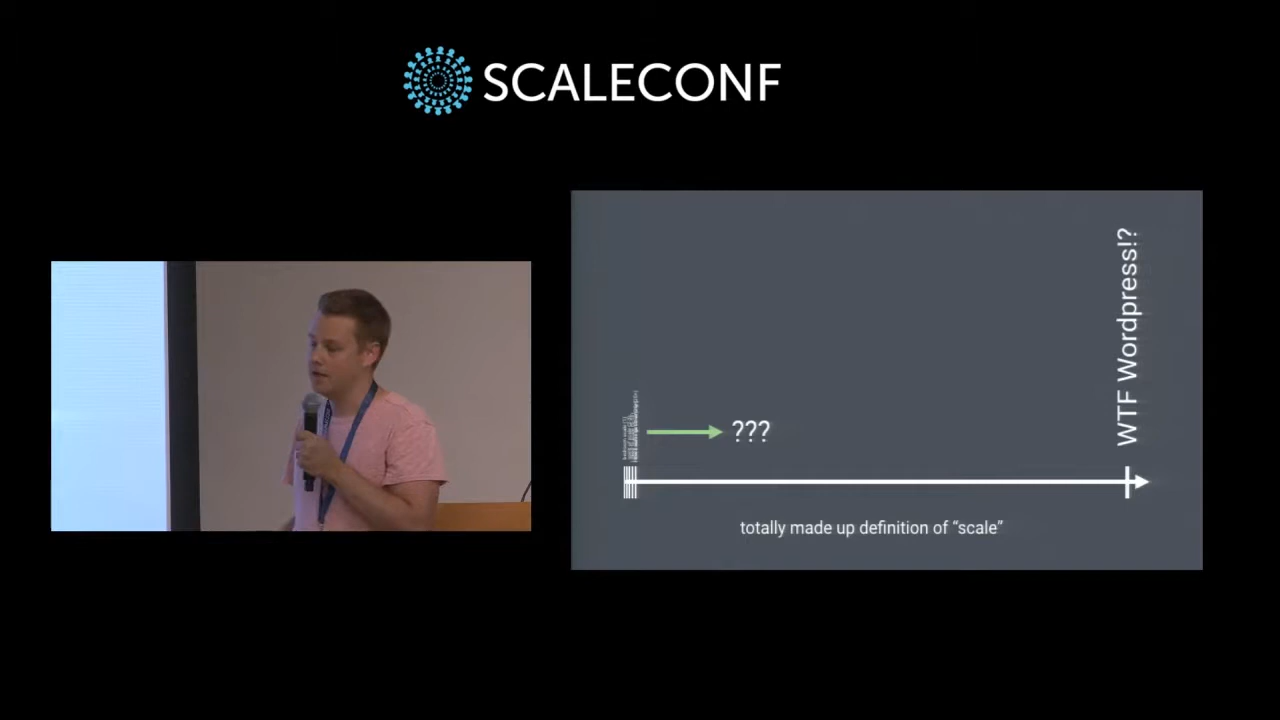 SCALECONF
WTF Wordpress!?
???
totally made up definition of “scale”